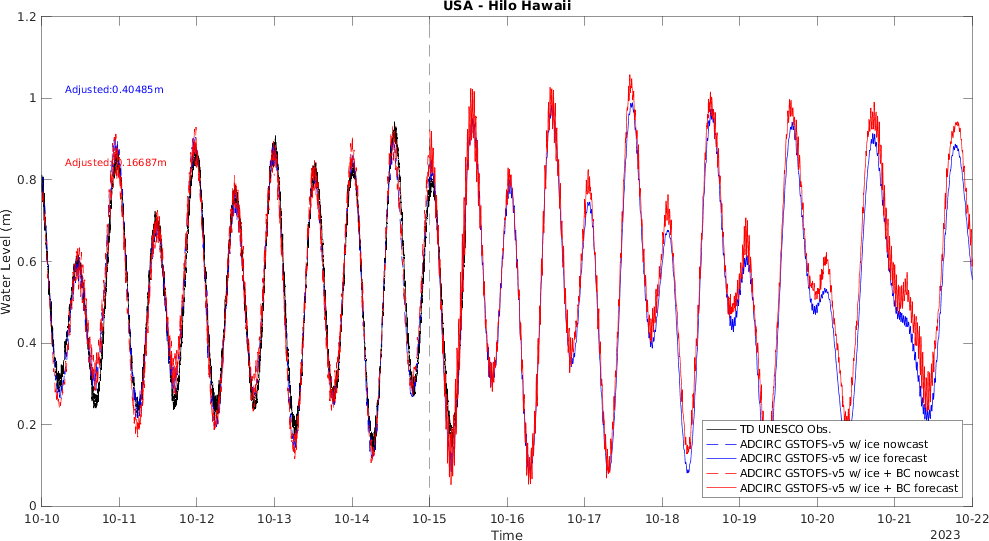 USA - Hilo Hawaii
1.2
1
0.8
0.6
0.4
0.2
0
Water Level (m)
Adjusted:0.40485m
Adjusted: 0.16687m
10-10 10-11 10-12 10-13 10-14 10-15 10-16 10-17 10-18 10-19 10-20 10-21 10-22
Time
2023
TD UNESCO Obs.
ADCIRC GSTOFS-v5 w/ ice nowcast
ADCIRC GSTOFS-v5 w/ ice forecast
ADCIRC GSTOFS-v5 w/ ice + BC nowcast
ADCIRC GSTOFS-v5 w/ ice + BC forecast